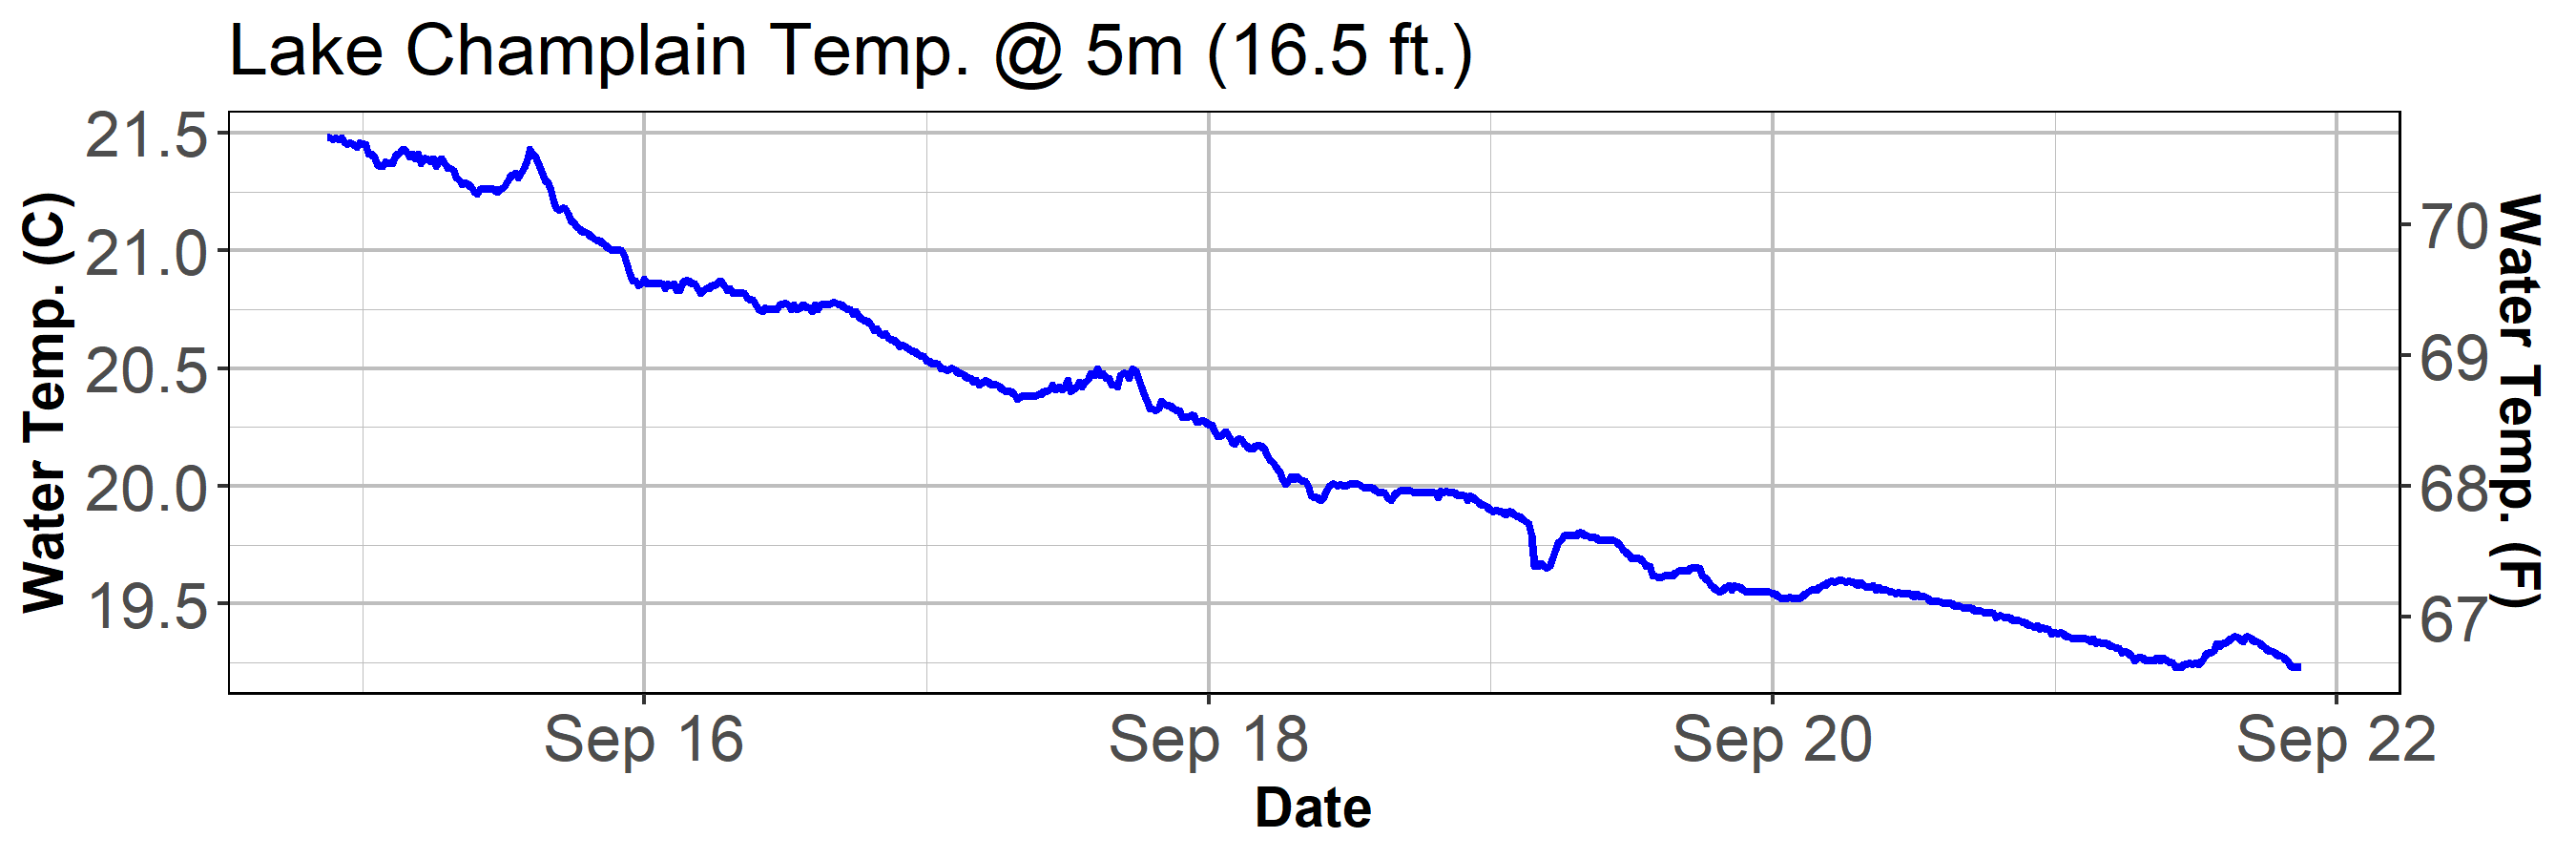 Lake Champlain Temp. @ 5m (16.5 ft.)
Water Temp. (C)
21.5
21.0
20.5
20.0
19.5
70
69
68
67
Water Temp. (F)
Sep 16
Sep 18
Sep 20
Sep 22
Date